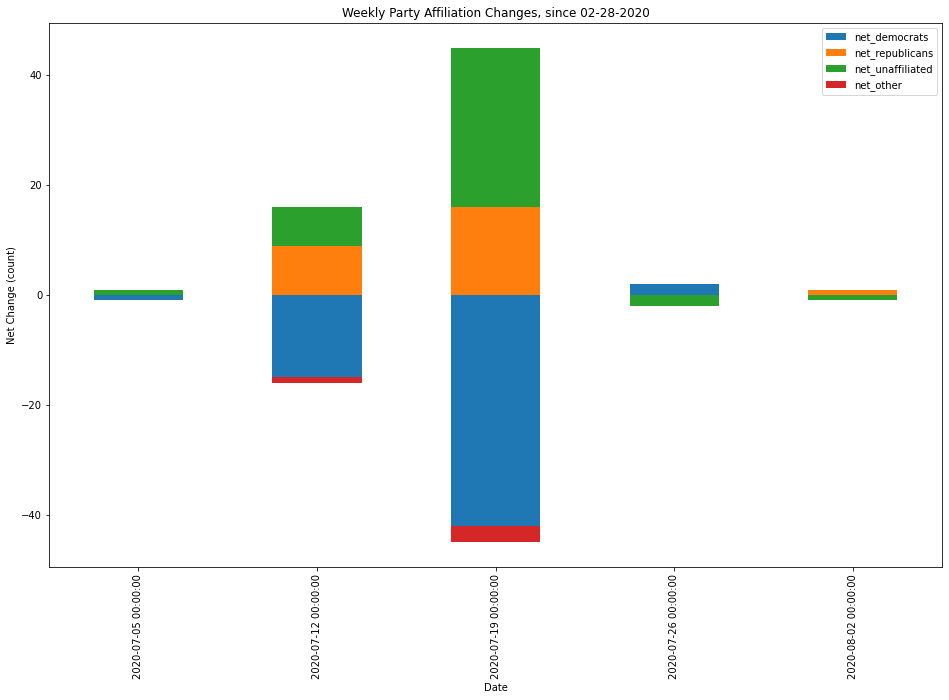 Weekly Party Affiliation Changes, since 02-28-2020
net_democrats
net_republicans
net_unaffiliated
net_other
Net Change (count)
40
20
0
−20
−40
2020-07-05 00:00:00
2020-07-12 00:00:00
2020-07-19 00:00:00
2020-07-26 00:00:00
2020-08-02 00:00:00
Date